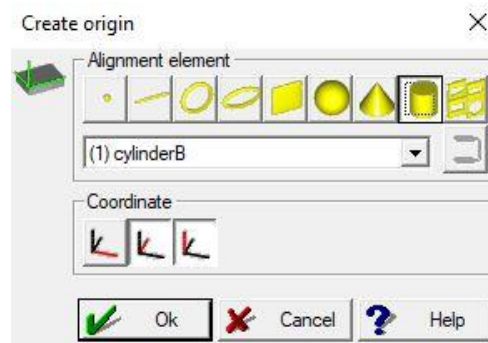 Create origin
Alignment element
(1) cylinderB
Coordinate
Ok Cancel ? Help